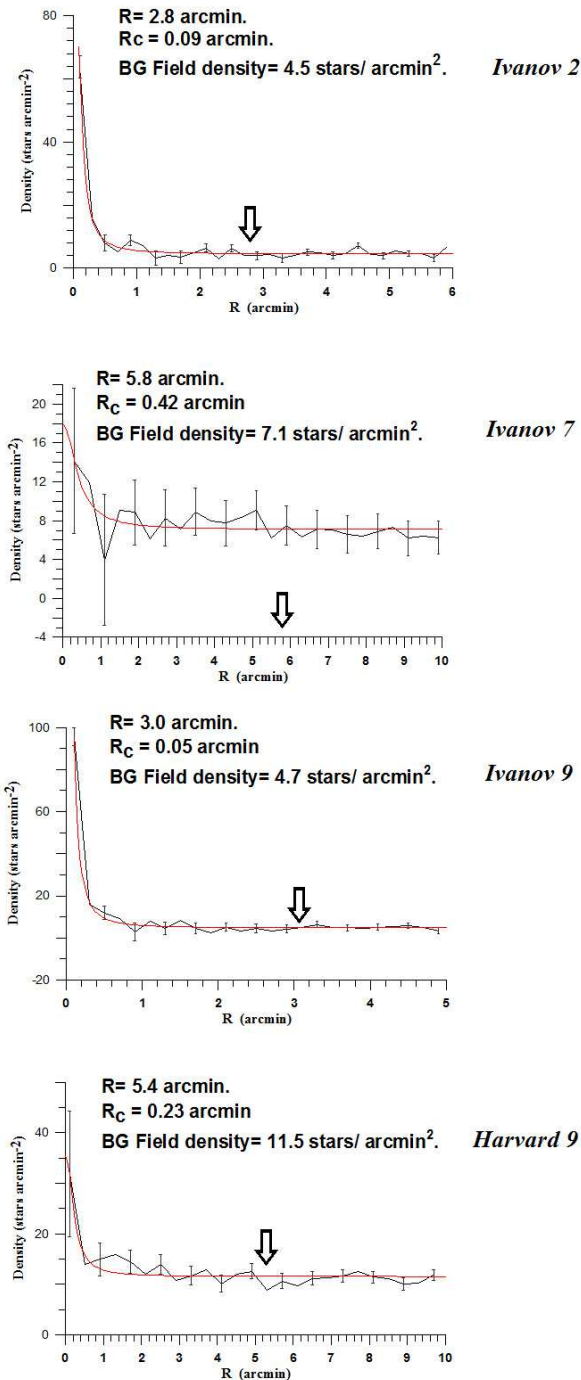 R= 2.8 arcmin.
Rc = 0.09 arcmin.
BG Field density= 4.5 stars/ arcmin².
Ivanov 2
Density (stars arcmin⁻²)
80
40
0
0 1 2 3 4 5 6
R (arcmin)
R= 5.8 arcmin.
R_C = 0.42 arcmin
BG Field density= 7.1 stars/ arcmin².
Ivanov 7
Density (stars arcmin⁻²)
20
16
12
8
4
0
-4
0 1 2 3 4 5 6 7 8 9 10
R (arcmin)
R= 3.0 arcmin.
R_C = 0.05 arcmin
BG Field density= 4.7 stars/ arcmin².
Ivanov 9
Density (stars arcmin⁻²)
100
60
20
-20
0 1 2 3 4 5
R (arcmin)
R= 5.4 arcmin.
R_C = 0.23 arcmin
BG Field density= 11.5 stars/ arcmin².
Harvard 9
Density (stars arcmin⁻²)
40
20
0
0 1 2 3 4 5 6 7 8 9 10
R (arcmin)